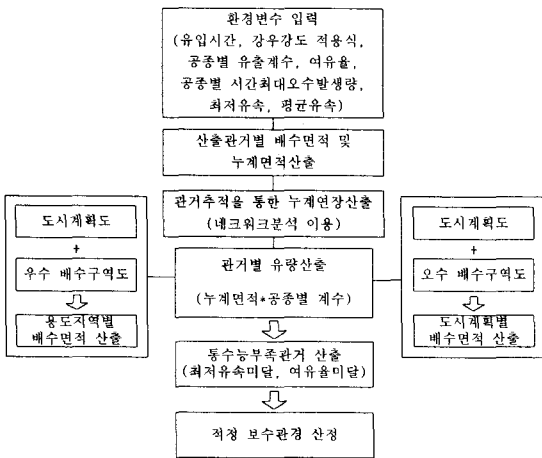 환경변수 입력
(유입시간, 강우강도 적용식,
공종별 유출계수, 여유율,
공종별 시간최대오수발생량,
최저유속, 평균유속)
산출관거별 배수면적 및
누계면적산출
관거추적을 통한 누계연장산출
(네크워크분석 이용)
도시계획도
+
우수 배수구역도
용도지역별
배수면적 산출
관거별 유량산출
(누계면적*공종별 계수)
도시계획도
+
오수 배수구역도
도시계획별
배수면적 산출
통수능부족관거 산출
(최저유속미달, 여유율미달)
적정 보수관경 산정